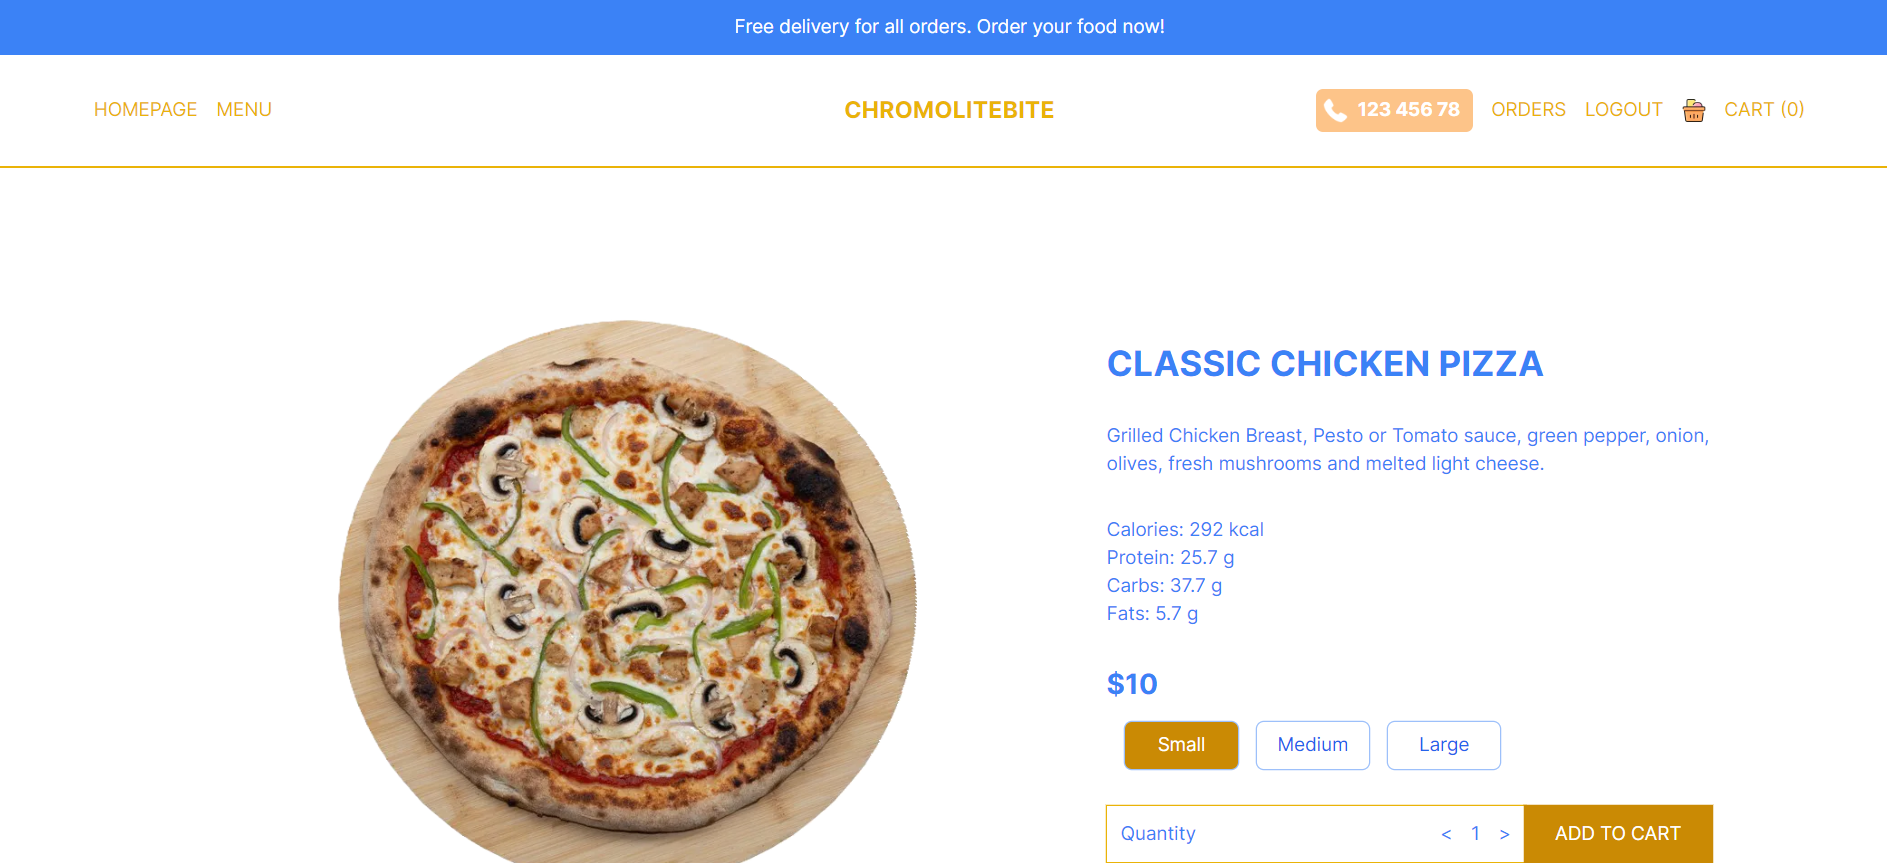 Free delivery for all orders. Order your food now!
HOMEPAGE MENU
CHROMOLITEBITE
123 456 78 ORDERS LOGOUT CART (0)
CLASSIC CHICKEN PIZZA
Grilled Chicken Breast, Pesto or Tomato sauce, green pepper, onion,
olives, fresh mushrooms and melted light cheese.
Calories: 292 kcal
Protein: 25.7 g
Carbs: 37.7 g
Fats: 5.7 g
$10
Small Medium Large
Quantity < 1 > ADD TO CART